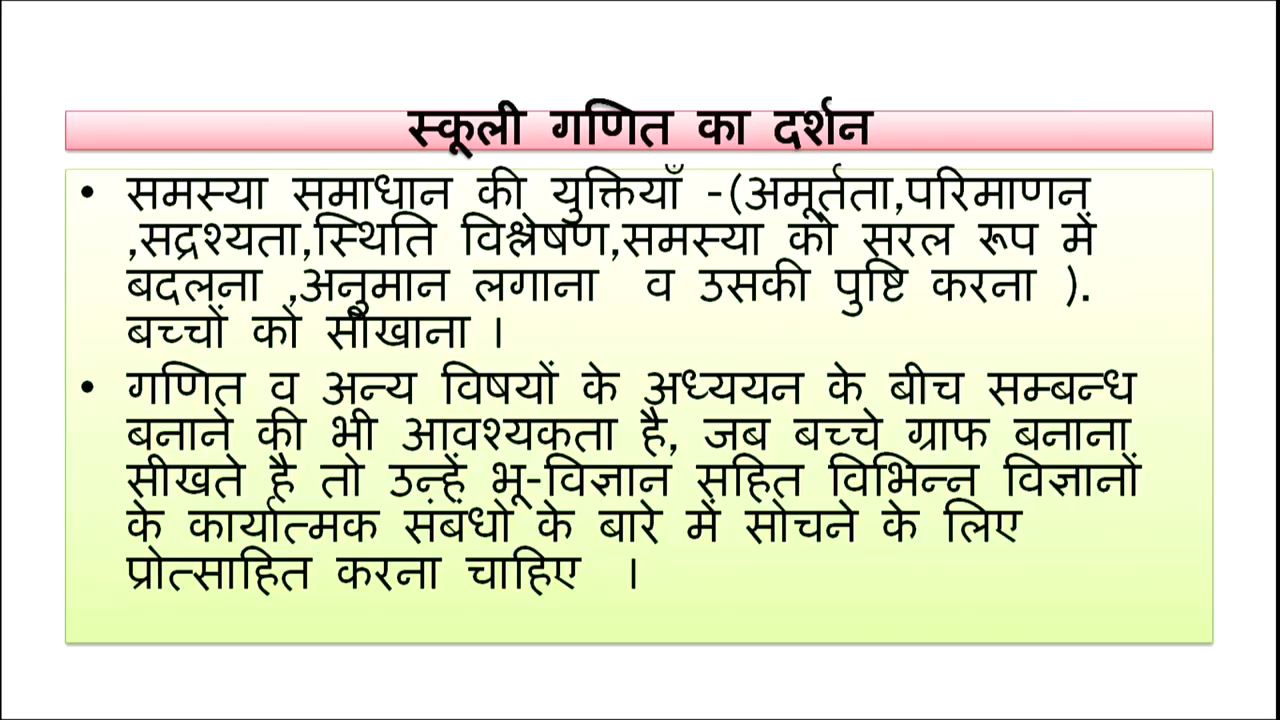 स्कूली गणित का दर्शन
• समस्या समाधान की युक्तियाँ -(अमूर्तता,परिमाणन
,सद्रश्यता,स्थिति विश्लेषण,समस्या को सरल रूप में
बदलना ,अनुमान लगाना व उसकी पुष्टि करना ).
बच्चों को सीखाना ।
• गणित व अन्य विषयों के अध्ययन के बीच सम्बन्ध
बनाने की भी आवश्यकता है, जब बच्चे ग्राफ बनाना
सीखते है तो उन्हें भू-विज्ञान सहित विभिन्न विज्ञानों
के कार्यात्मक संबंधो के बारे में सोचने के लिए
प्रोत्साहित करना चाहिए ।